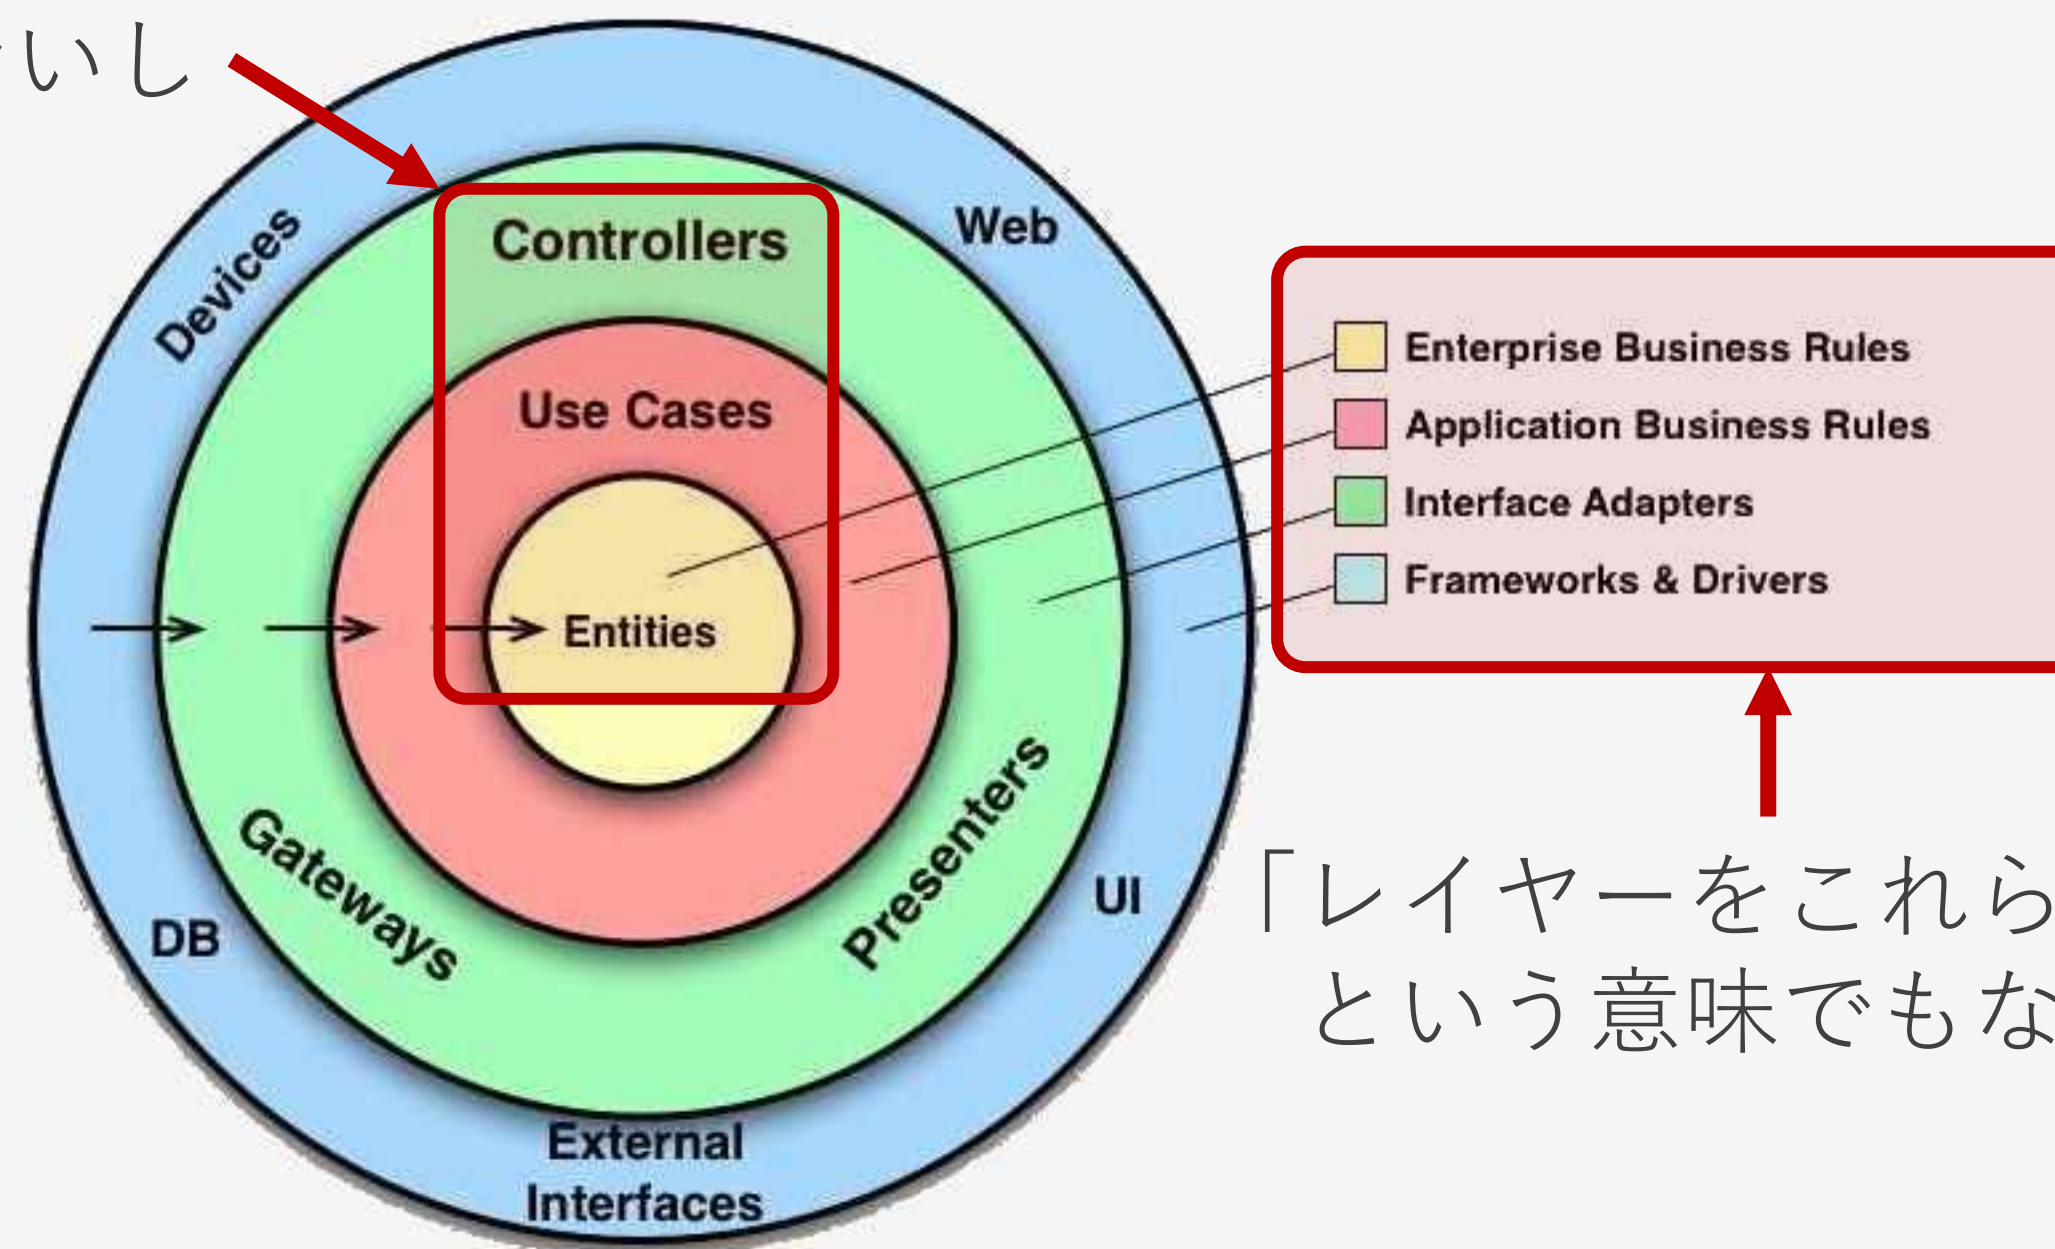 いし
Devices
Controllers
Web
Use Cases
Entities
Gateways
Presenters
DB
UI
External
Interfaces
Enterprise Business Rules
Application Business Rules
Interface Adapters
Frameworks & Drivers
「レイヤーをこれら
という意味でもな